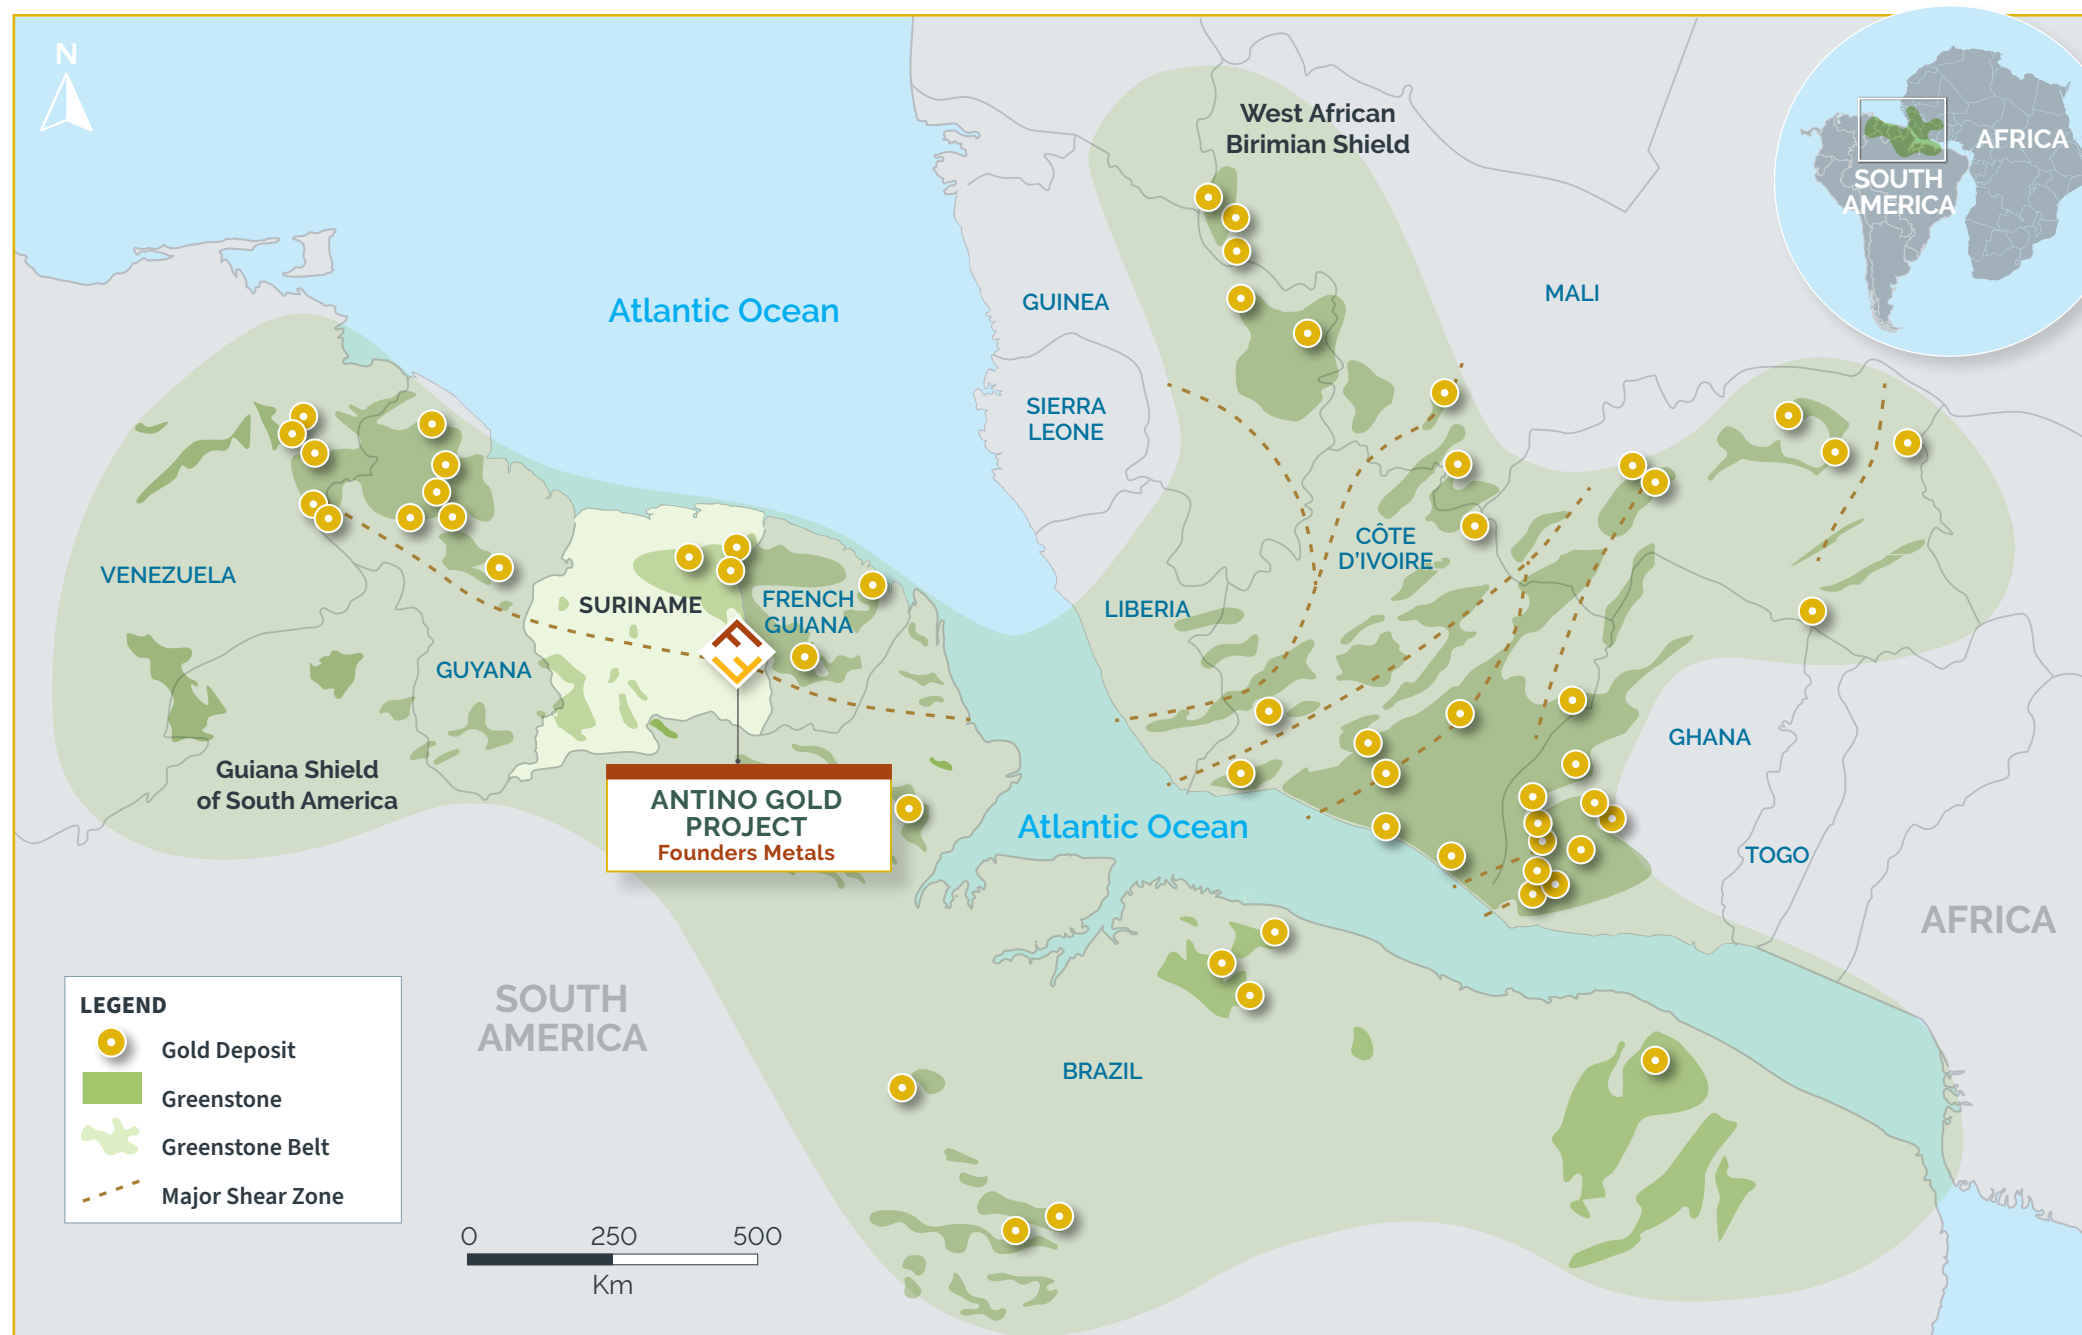 N
West African
Birimian Shield
AFRICA
SOUTH
AMERICA
Atlantic Ocean
GUINEA
MALI
SIERRA
LEONE
CÔTE
D'IVOIRE
VENEZUELA
SURINAME
FRENCH
GUIANA
LIBERIA
GUYANA
GHANA
Guiana Shield
of South America
ANTINO GOLD
PROJECT
Founders Metals
Atlantic Ocean
TOGO
AFRICA
SOUTH
AMERICA
BRAZIL
LEGEND
Gold Deposit
Greenstone
Greenstone Belt
Major Shear Zone
0 250 500
Km